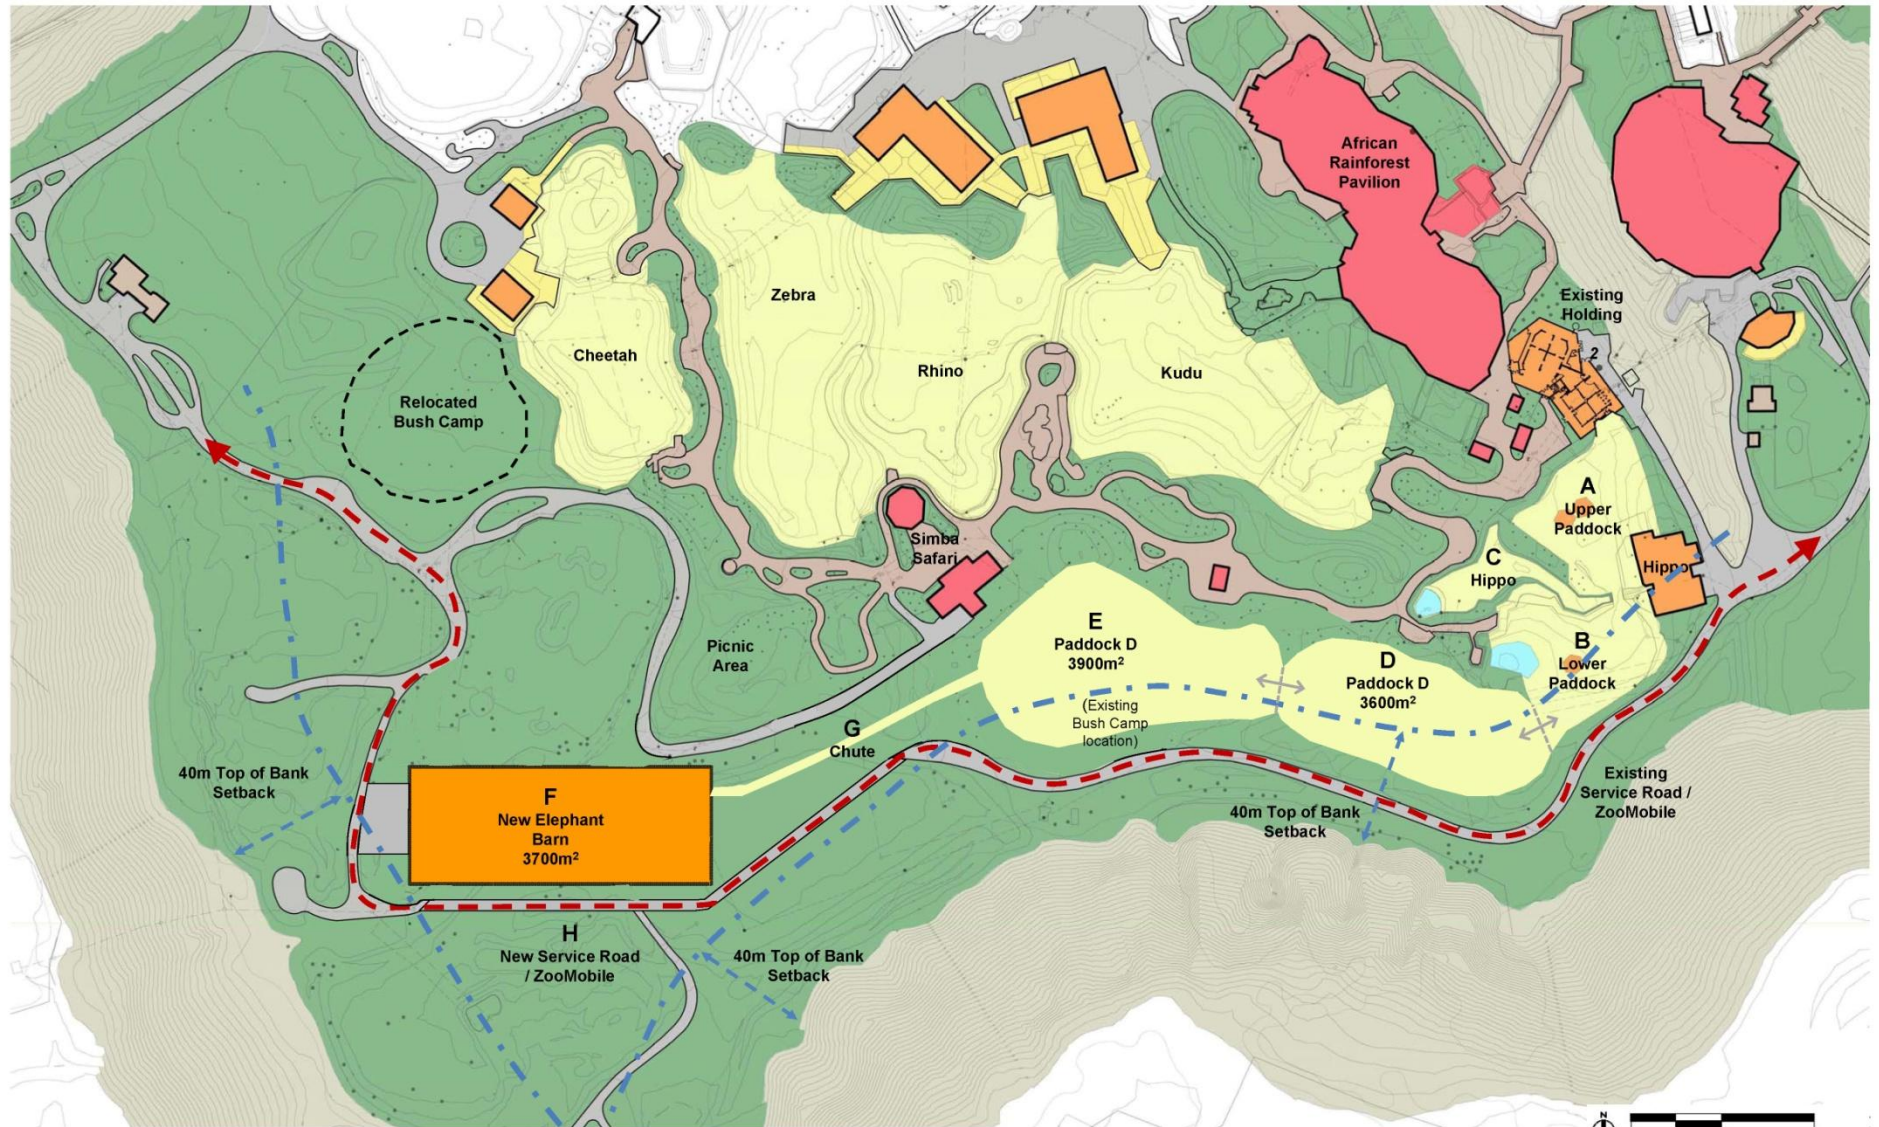 African
Rainforest
Pavilion
Existing
Holding
2
Zebra
Cheetah
Rhino
Kudu
Relocated
Bush Camp
A
Upper
Paddock
Simba
Safari
C
Hippo
Hippo
E
Paddock D
3900m²
Picnic
Area
D
Paddock D
3600m²
B
Lower
Paddock
(Existing
Bush Camp
location)
G
Chute
40m Top of Bank
Setback
F
New Elephant
Barn
3700m²
40m Top of Bank
Setback
Existing
Service Road /
ZooMobile
H
New Service Road
/ ZooMobile
40m Top of Bank
Setback
N